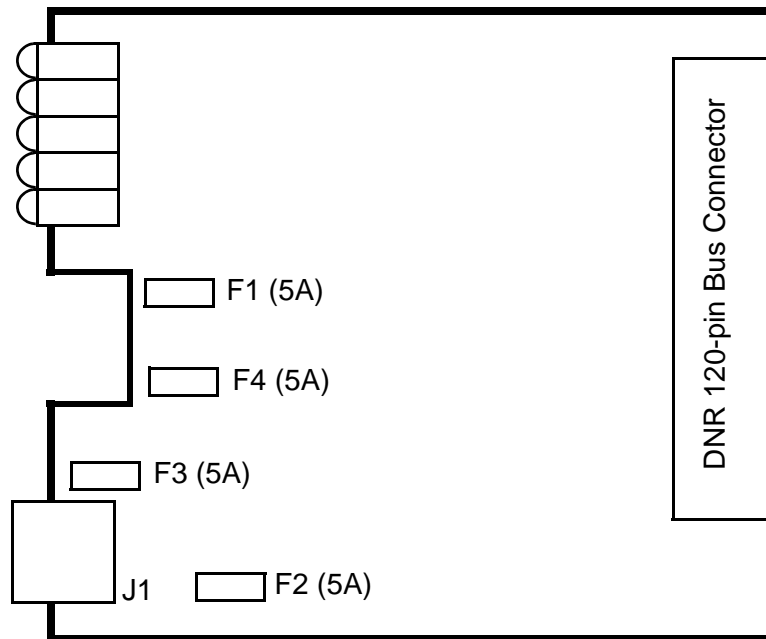 DNR 120-pin Bus Connector
F1 (5A)
F4 (5A)
F3 (5A)
J1
F2 (5A)